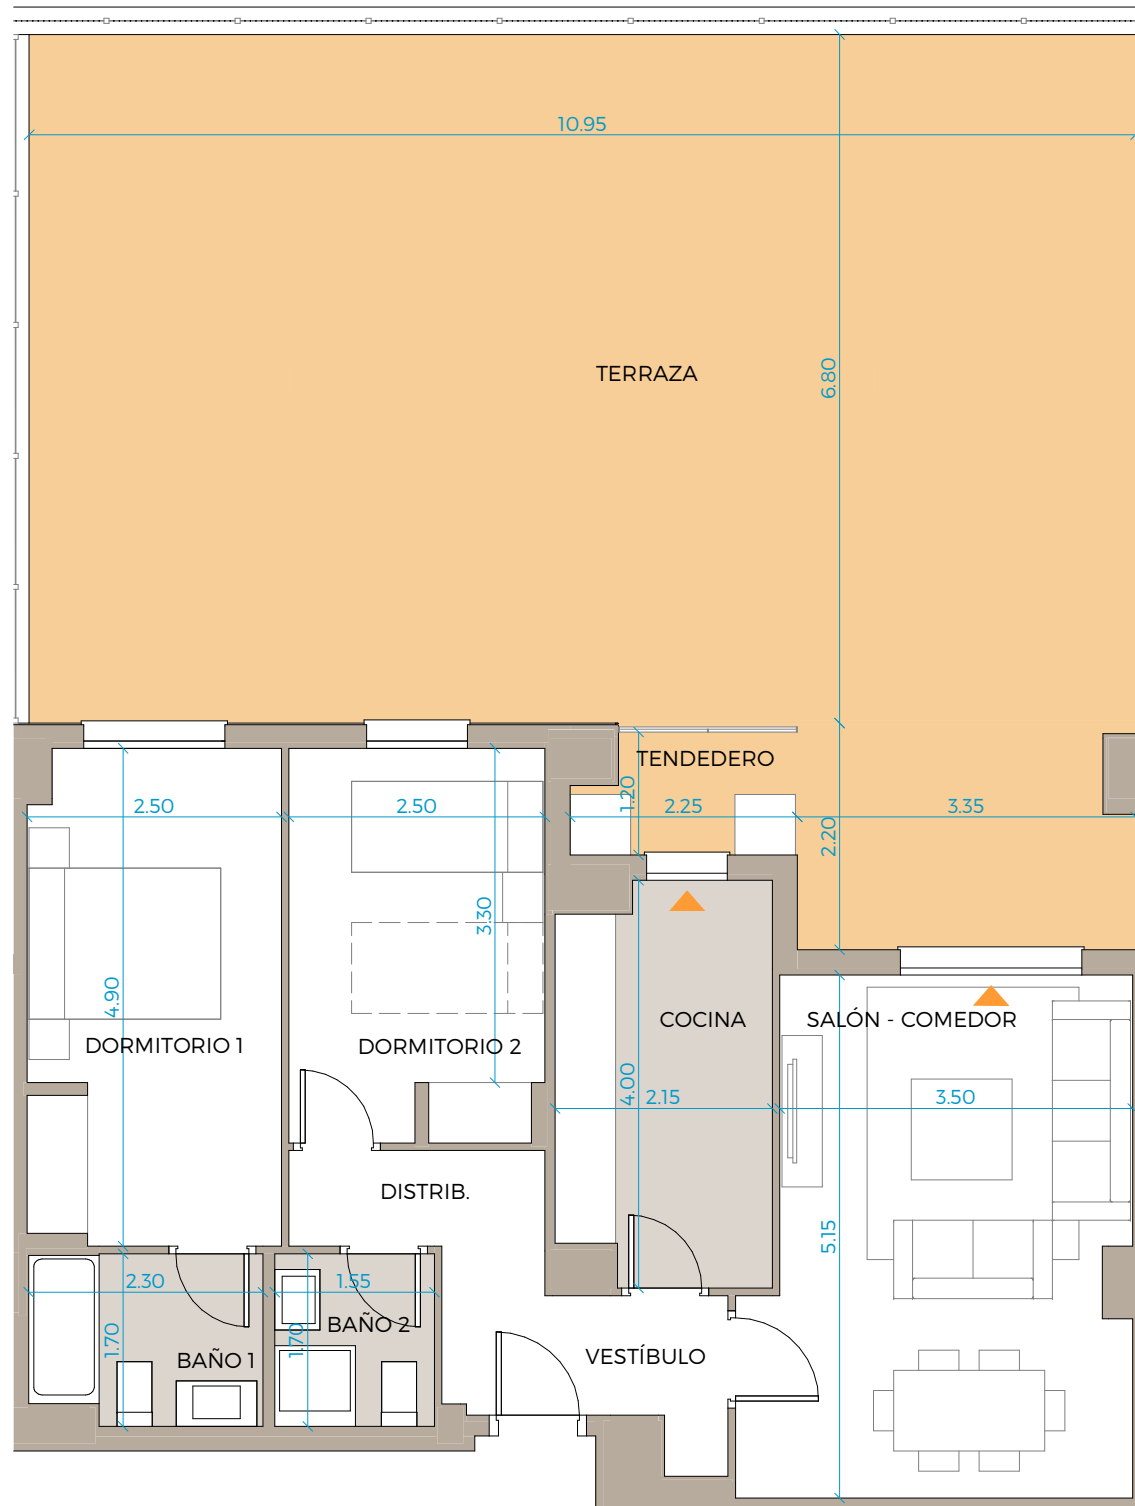 10.95
TERRAZA
6.80
TENDEDERO
2.50
2.50
1.20
2.25
3.35
2.20
3.30
4.90
COCINA
SALÓN - COMEDOR
DORMITORIO 1
DORMITORIO 2
4.00
2.15
3.50
DISTRIB.
5.15
2.30
1.55
BAÑO 2
1.70
1.70
BAÑO 1
VESTÍBULO